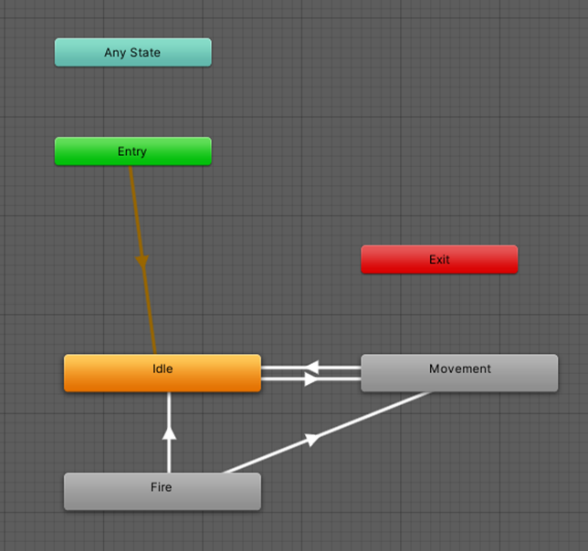 Any State
Entry
Exit
Idle
Movement
Fire